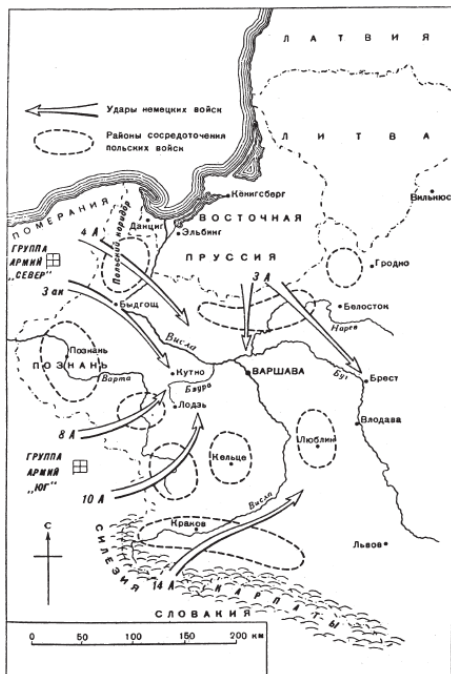 ЛАТВИЯ
Удары немецких войск
Районы сосредоточения
польских войск
ЛИТВА
Вильнюс
Кёнигсберг
ПОМЕРАНИЯ
Данциг
ВОСТОЧНАЯ
Эльбинг
ПРУССИЯ
Польский коридор
4 А
ГРУППА
АРМИЙ
„СЕВЕР"
3 ак
3 А
Гродно
Быдгощ
Белосток
Нарев
Висла
Познань
ПОЗНАНЬ
Варта
Кутно
Бзура
ВАРШАВА
Буг
Брест
Лодзь
8 А
Влодава
ГРУППА
АРМИЙ
„ЮГ"
10 А
Кельце
Люблин
Висла
С
СИЛЕЗИЯ
Краков
Львов
14 А
КАРПАТЫ
СЛОВАКИЯ
0 50 100 150 200 км